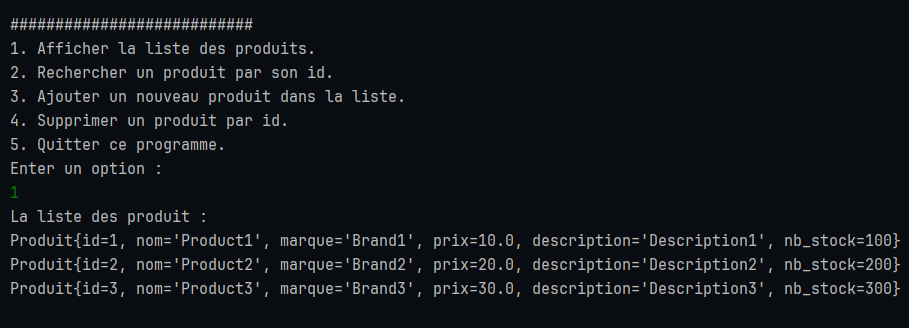 ###########################
1. Afficher la liste des produits.
2. Rechercher un produit par son id.
3. Ajouter un nouveau produit dans la liste.
4. Supprimer un produit par id.
5. Quitter ce programme.
Enter un option :
1
La liste des produit :
Produit{id=1, nom='Product1', marque='Brand1', prix=10.0, description='Description1', nb_stock=100}
Produit{id=2, nom='Product2', marque='Brand2', prix=20.0, description='Description2', nb_stock=200}
Produit{id=3, nom='Product3', marque='Brand3', prix=30.0, description='Description3', nb_stock=300}